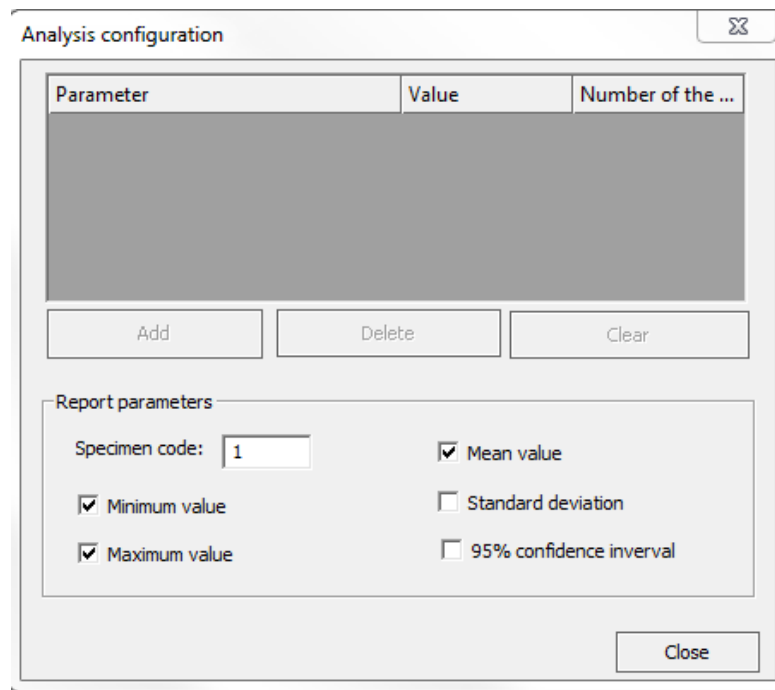 Analysis configuration
Parameter Value Number of the ...
Add Delete Clear
Report parameters
Specimen code: 1
Mean value
Minimum value
Standard deviation
Maximum value
95% confidence inverval
Close